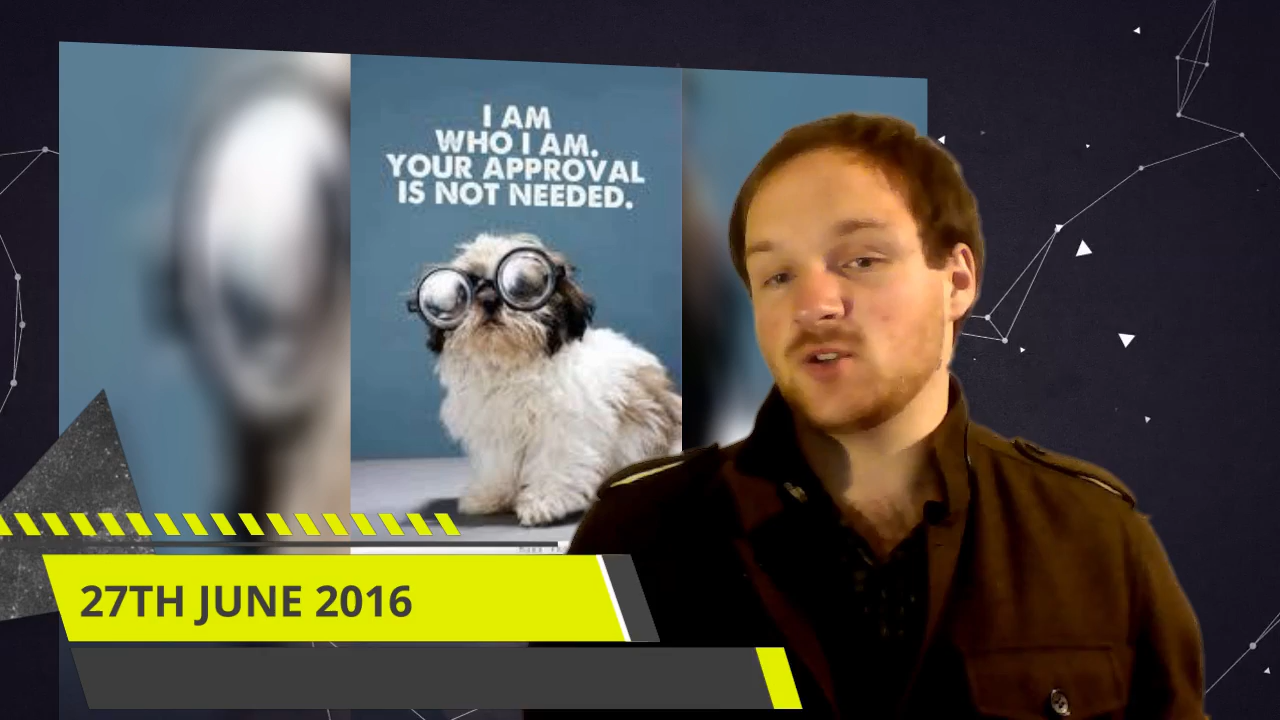 I AM
WHO I AM.
YOUR APPROVAL
IS NOT NEEDED.
27TH JUNE 2016